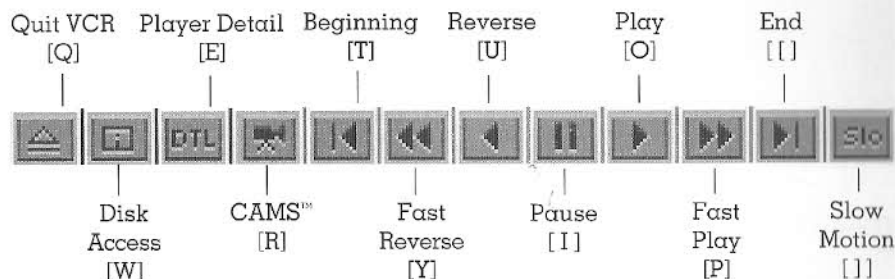 Quit VCR Player Detail Beginning Reverse Play End
[Q] [E] [T] [U] [O] [[]
DTL Slo
Disk CAMS™ Fast Pause Fast Slow
Access [R] Reverse [I] Play Motion
[W] [Y] [P] []]